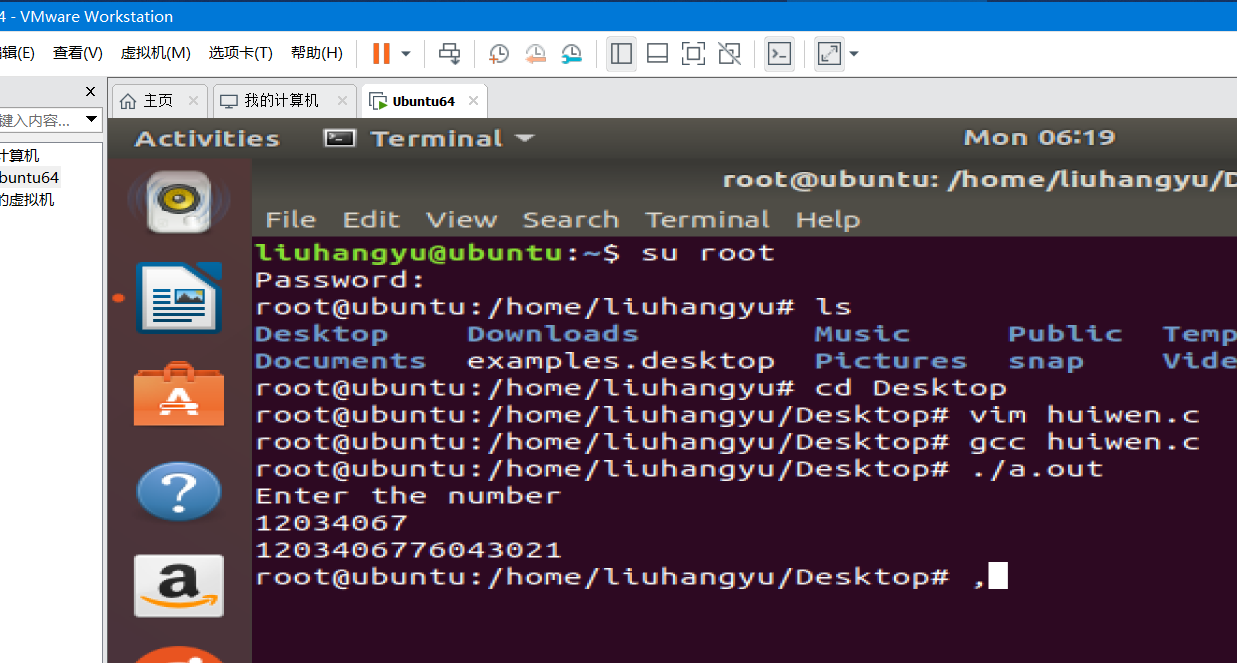 4 - VMware Workstation
辑(E) 查看(V) 虚拟机(M) 选项卡(T) 帮助(H)
主页 我的计算机 Ubuntu64
键入内容...
计算机
buntu64
的虚拟机
Activities Terminal Mon 06:19
root@ubuntu: /home/liuhangyu/D
File Edit View Search Terminal Help
liuhangyu@ubuntu:~$ su root
Password:
root@ubuntu:/home/liuhangyu# ls
Desktop Downloads Music Public Temp
Documents examples.desktop Pictures snap Vide
root@ubuntu:/home/liuhangyu# cd Desktop
root@ubuntu:/home/liuhangyu/Desktop# vim huiwen.c
root@ubuntu:/home/liuhangyu/Desktop# gcc huiwen.c
root@ubuntu:/home/liuhangyu/Desktop# ./a.out
Enter the number
12034067
1203406776043021
root@ubuntu:/home/liuhangyu/Desktop# ,